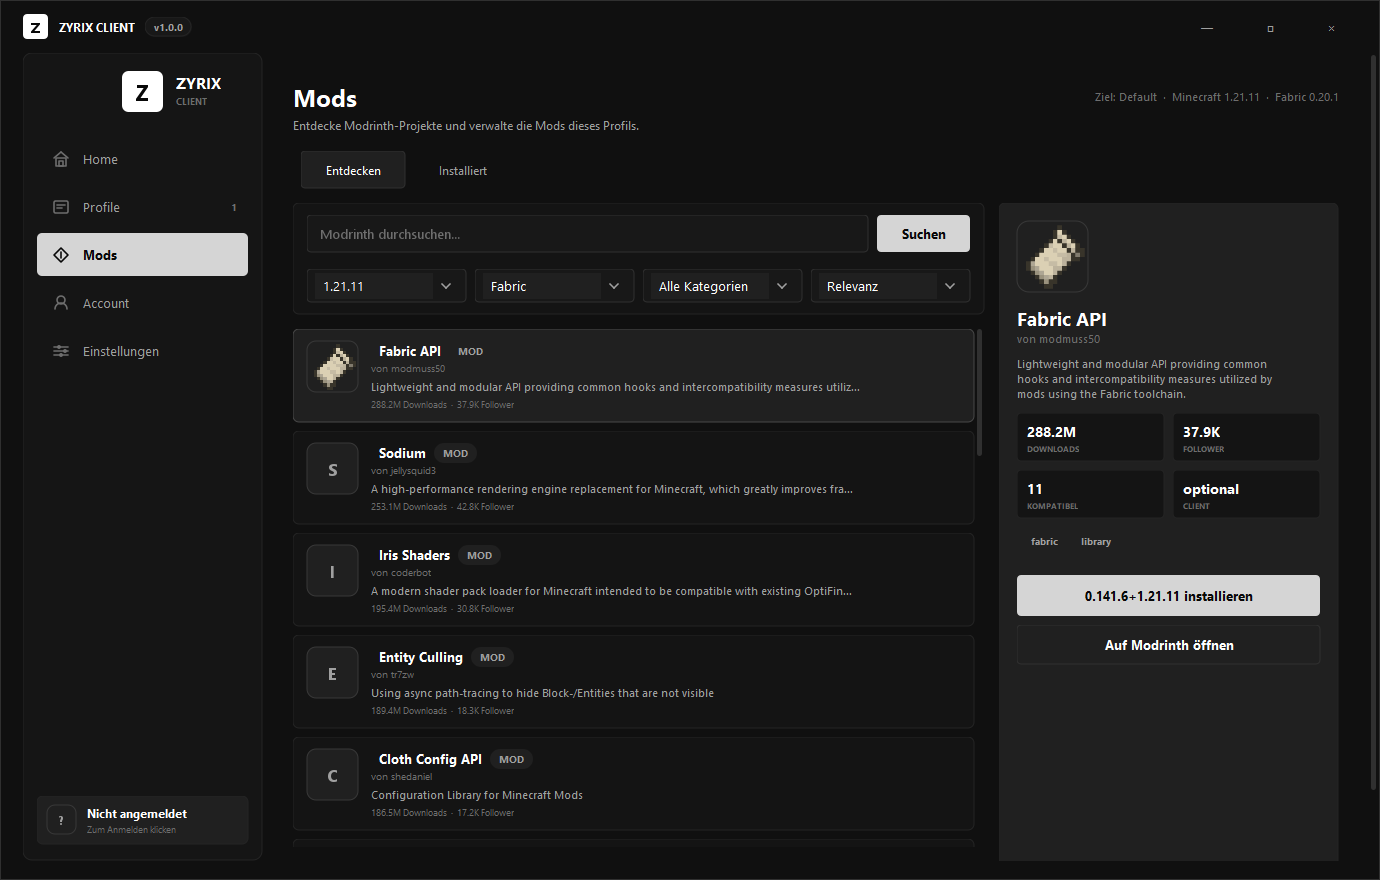 Z ZYRIX CLIENT v1.0.0
Z ZYRIX
CLIENT
Home
Profile 1
Mods
Account
Einstellungen
? Nicht angemeldet
Zum Anmelden klicken
Mods
Ziel: Default · Minecraft 1.21.11 · Fabric 0.20.1
Entdecke Modrinth-Projekte und verwalte die Mods dieses Profils.
Entdecken Installiert
Modrinth durchsuchen... Suchen
1.21.11 Fabric Alle Kategorien Relevanz
Fabric API MOD
von modmuss50
Lightweight and modular API providing common hooks and intercompatibility measures utiliz...
288.2M Downloads · 37.9K Follower
S Sodium MOD
von jellysquid3
A high-performance rendering engine replacement for Minecraft, which greatly improves fra...
253.1M Downloads · 42.8K Follower
I Iris Shaders MOD
von coderbot
A modern shader pack loader for Minecraft intended to be compatible with existing OptiFin...
195.4M Downloads · 30.8K Follower
E Entity Culling MOD
von tr7zw
Using async path-tracing to hide Block-/Entities that are not visible
189.4M Downloads · 18.3K Follower
C Cloth Config API MOD
von shedaniel
Configuration Library for Minecraft Mods
186.5M Downloads · 17.2K Follower
Fabric API
von modmuss50
Lightweight and modular API providing common
hooks and intercompatibility measures utilized by
mods using the Fabric toolchain.
288.2M 37.9K
DOWNLOADS FOLLOWER
11 optional
KOMPATIBEL CLIENT
fabric library
0.141.6+1.21.11 installieren
Auf Modrinth öffnen